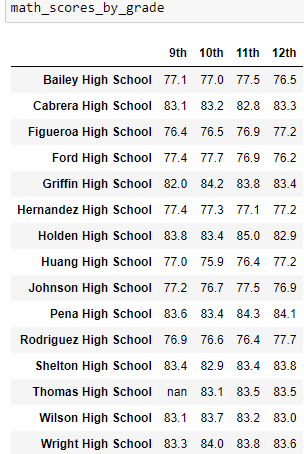 math_scores_by_grade
9th 10th 11th 12th
Bailey High School 77.1 77.0 77.5 76.5
Cabrera High School 83.1 83.2 82.8 83.3
Figueroa High School 76.4 76.5 76.9 77.2
Ford High School 77.4 77.7 76.9 76.2
Griffin High School 82.0 84.2 83.8 83.4
Hernandez High School 77.4 77.3 77.1 77.2
Holden High School 83.8 83.4 85.0 82.9
Huang High School 77.0 75.9 76.4 77.2
Johnson High School 77.2 76.7 77.5 76.9
Pena High School 83.6 83.4 84.3 84.1
Rodriguez High School 76.9 76.6 76.4 77.7
Shelton High School 83.4 82.9 83.4 83.8
Thomas High School nan 83.1 83.5 83.5
Wilson High School 83.1 83.7 83.2 83.0
Wright High School 83.3 84.0 83.8 83.6